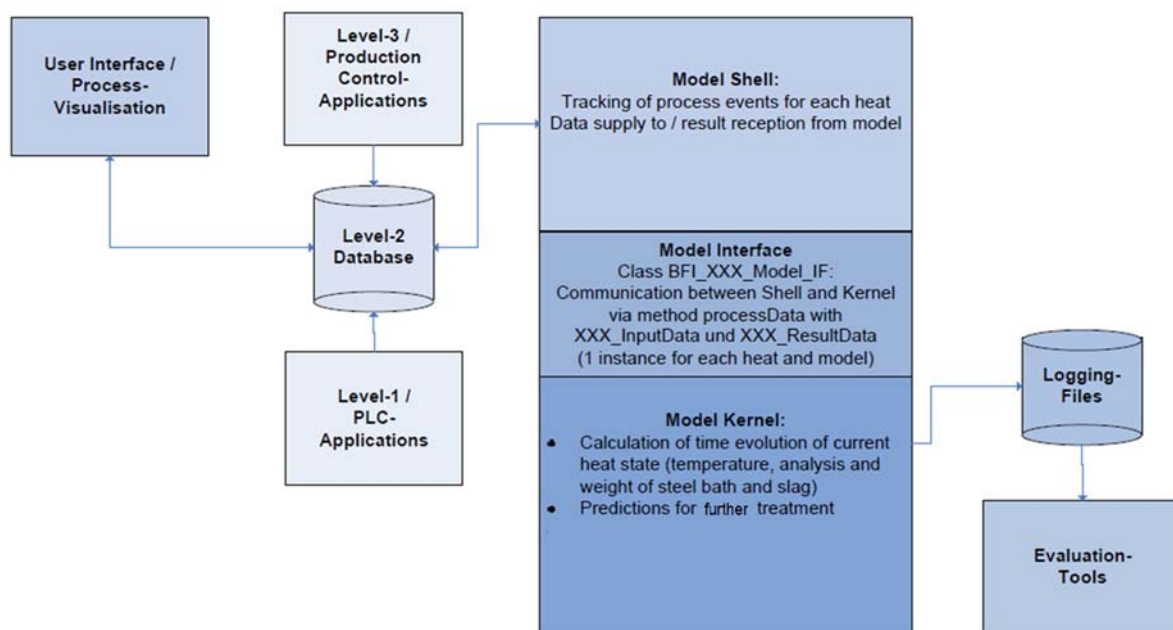 User Interface /
Process-
Visualisation
Level-3 /
Production
Control-
Applications
Level-2
Database
Level-1 /
PLC-
Applications
Model Shell:
Tracking of process events for each heat
Data supply to / result reception from model
Model Interface
Class BFI_XXX_Model_IF:
Communication between Shell and Kernel
via method processData with
XXX_InputData und XXX_ResultData
(1 instance for each heat and model)
Model Kernel:
• Calculation of time evolution of current
heat state (temperature, analysis and
weight of steel bath and slag)
• Predictions for further treatment
Logging-
Files
Evaluation-
Tools